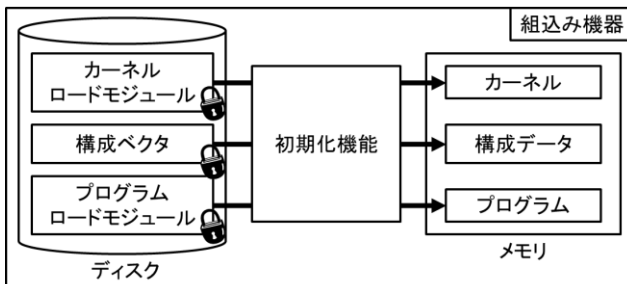 組込み機器
カーネル
ロードモジュール
構成ベクタ
プログラム
ロードモジュール
ディスク
初期化機能
カーネル
構成データ
プログラム
メモリ